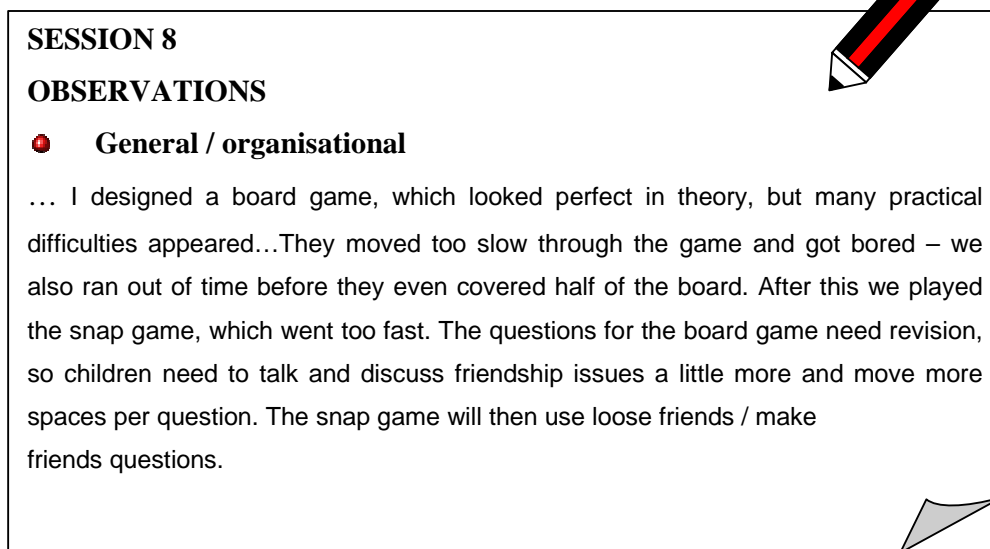 SESSION 8
OBSERVATIONS
General / organisational
... I designed a board game, which looked perfect in theory, but many practical
difficulties appeared...They moved too slow through the game and got bored – we
also ran out of time before they even covered half of the board. After this we played
the snap game, which went too fast. The questions for the board game need revision,
so children need to talk and discuss friendship issues a little more and move more
spaces per question. The snap game will then use loose friends / make
friends questions.